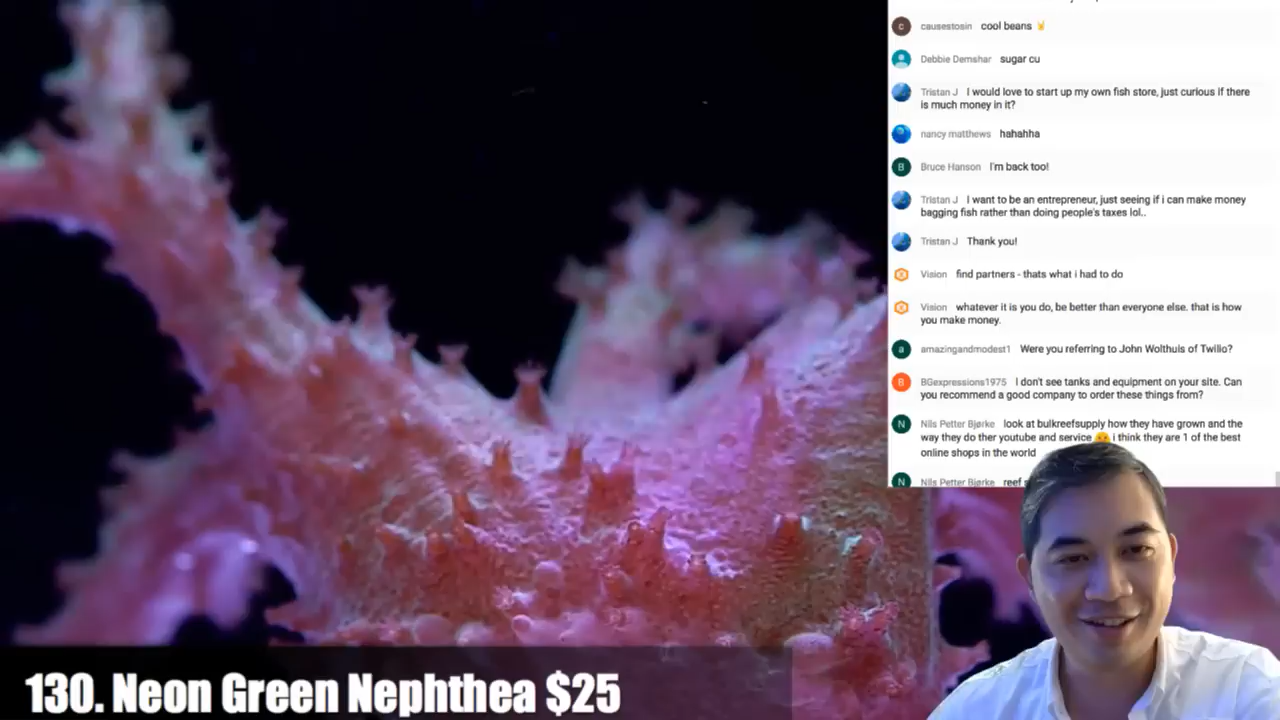 causestosin cool beans 🤘
Debbie Demshar sugar cu
Tristan J I would love to start up my own fish store, just curious if there
is much money in it?
nancy matthews hahahha
B Bruce Hanson I'm back too!
Tristan J I want to be an entrepreneur, just seeing if i can make money
bagging fish rather than doing people's taxes lol..
Tristan J Thank you!
Vision find partners - thats what i had to do
Vision whatever it is you do, be better than everyone else. that is how
you make money.
a amazingandmodest1 Were you referring to John Wolthuis of Twilio?
B BGexpressions1975 I don't see tanks and equipment on your site. Can
you recommend a good company to order these things from?
N Nils Petter Bjørke look at bulkreefsupply how they have grown and the
way they do ther youtube and service i think they are 1 of the best
online shops in the world
N Nils Petter Bjørke reef
130. Neon Green Nephthea $25